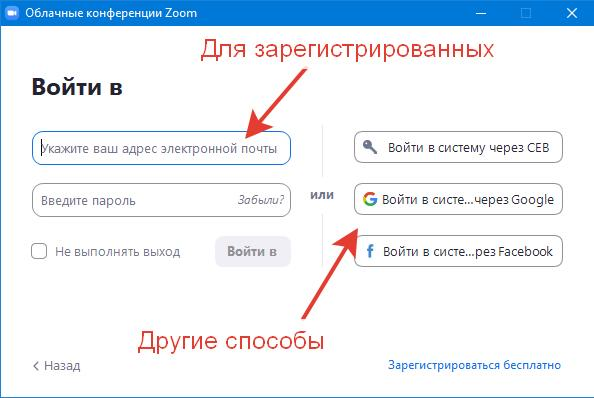 Облачные конференции Zoom
Для зарегистрированных
Войти в
Укажите ваш адрес электронной почты
Войти в систему через СЕВ
Введите пароль
Забыли?
или
Войти в систе...через Google
Не выполнять выход
Войти в
Войти в систе...рез Facebook
Другие способы
Назад
Зарегистрироваться бесплатно